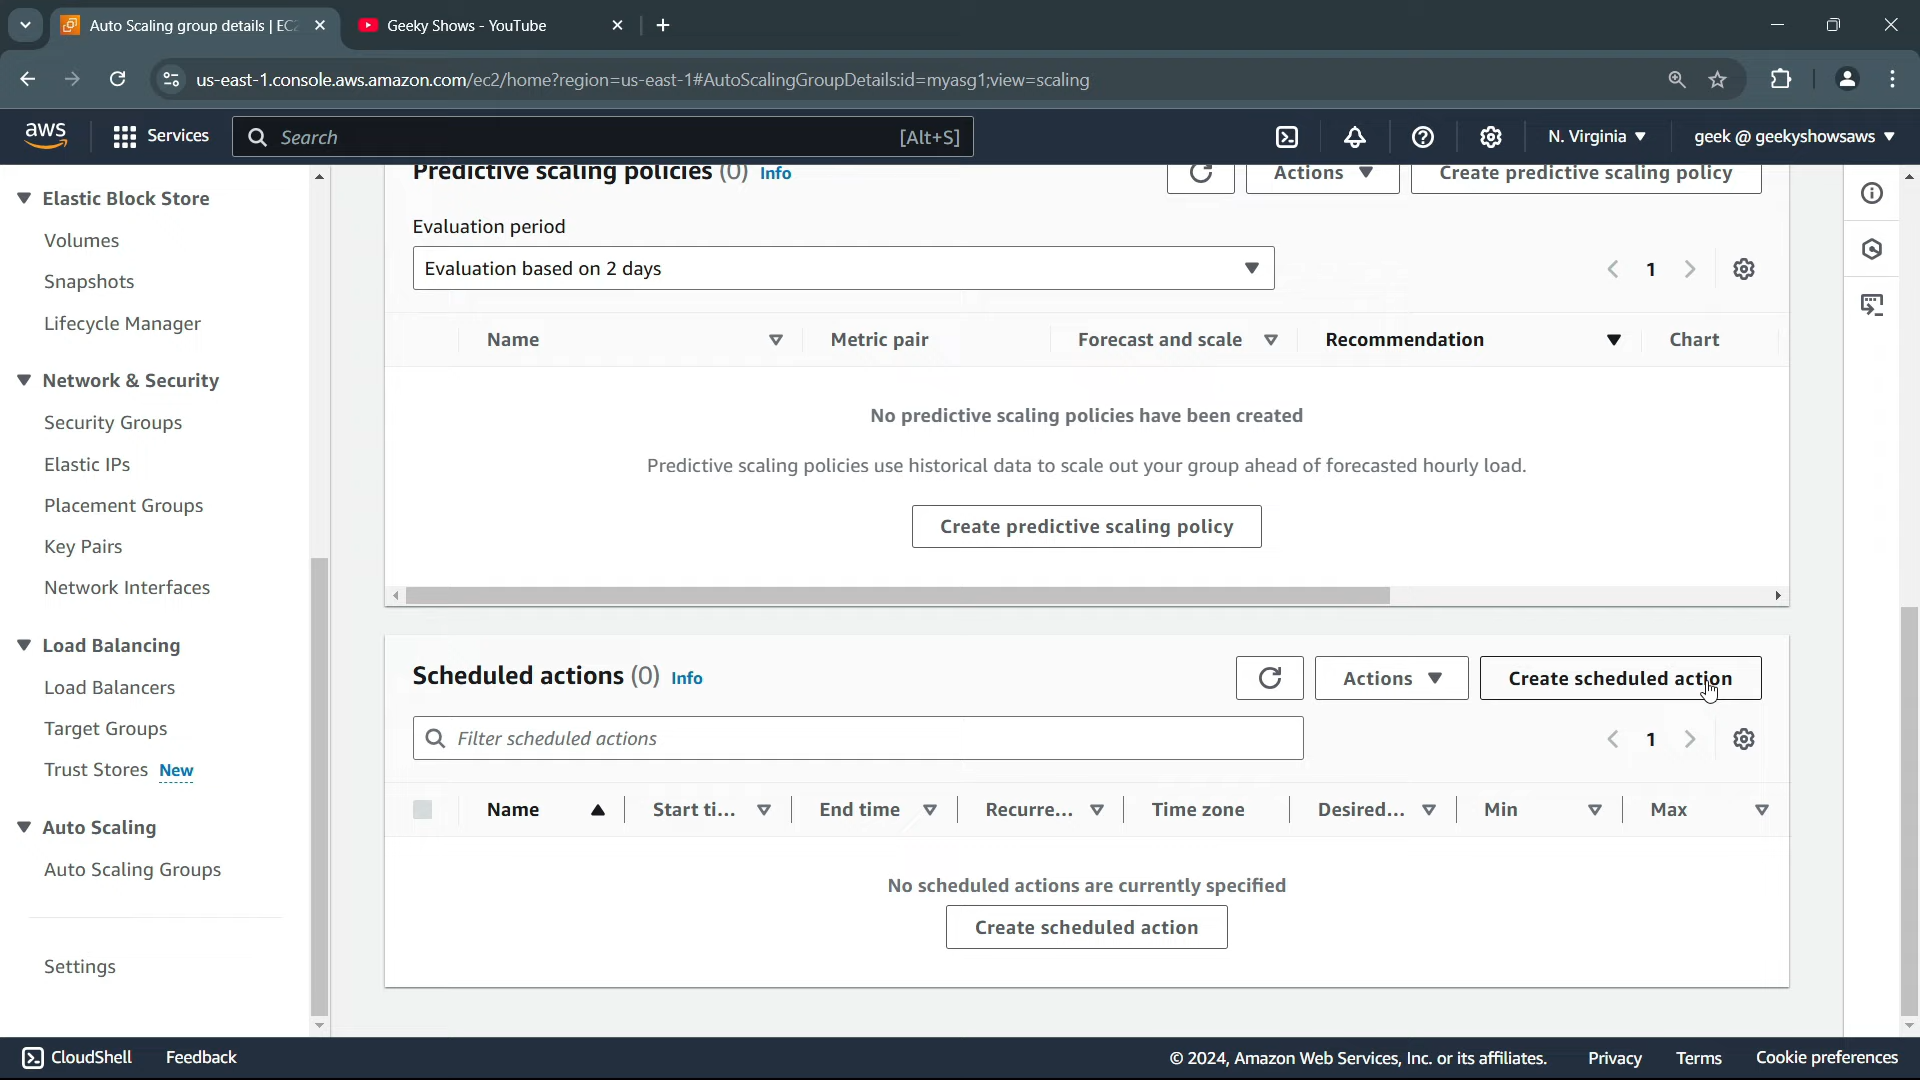 Auto Scaling group details | EC
Geeky Shows - YouTube
us-east-1.console.aws.amazon.com/ec2/home?region=us-east-1#AutoScalingGroupDetails:id=myasg1;view=scaling
aws
Services
Search
[Alt+S]
N. Virginia
geek @ geekyshowsaws
Elastic Block Store
Volumes
Snapshots
Lifecycle Manager
Network & Security
Security Groups
Elastic IPs
Placement Groups
Key Pairs
Network Interfaces
Load Balancing
Load Balancers
Target Groups
Trust Stores New
Auto Scaling
Auto Scaling Groups
Settings
Predictive scaling policies (0) Info
Actions
Create predictive scaling policy
Evaluation period
Evaluation based on 2 days
1
Name
Metric pair
Forecast and scale
Recommendation
Chart
No predictive scaling policies have been created
Predictive scaling policies use historical data to scale out your group ahead of forecasted hourly load.
Create predictive scaling policy
Scheduled actions (0) Info
Actions
Create scheduled action
Filter scheduled actions
1
Name
Start ti...
End time
Recurre...
Time zone
Desired...
Min
Max
No scheduled actions are currently specified
Create scheduled action
CloudShell
Feedback
© 2024, Amazon Web Services, Inc. or its affiliates.
Privacy
Terms
Cookie preferences